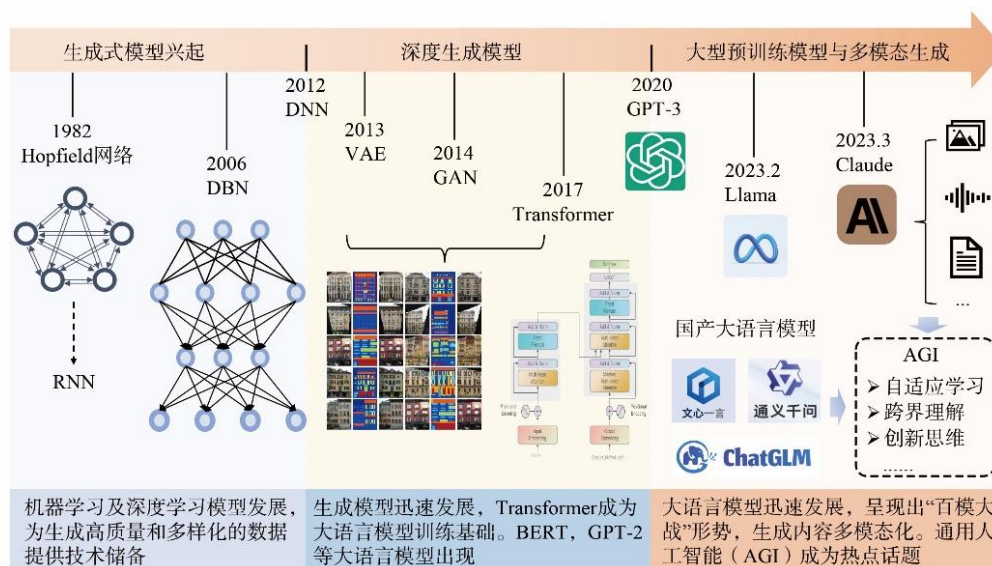 生成式模型兴起
深度生成模型
大型预训练模型与多模态生成
1982
Hopfield网络
2006
DBN
2012
DNN
2013
VAE
2014
GAN
2017
Transformer
2020
GPT-3
2023.2
Llama
2023.3
Claude
RNN
Add & Norm
Add & Norm
Add & Norm
Add & Norm
国产大语言模型
文心一言
通义千问
ChatGLM
...
AGI
➢ 自适应学习
➢ 跨界理解
➢ 创新思维
......
机器学习及深度学习模型发展，
为生成高质量和多样化的数据
提供技术储备
生成模型迅速发展，Transformer成为
大语言模型训练基础。BERT，GPT-2
等大语言模型出现
大语言模型迅速发展，呈现出“百模大
战”形势，生成内容多模态化。通用人
工智能（AGI）成为热点话题